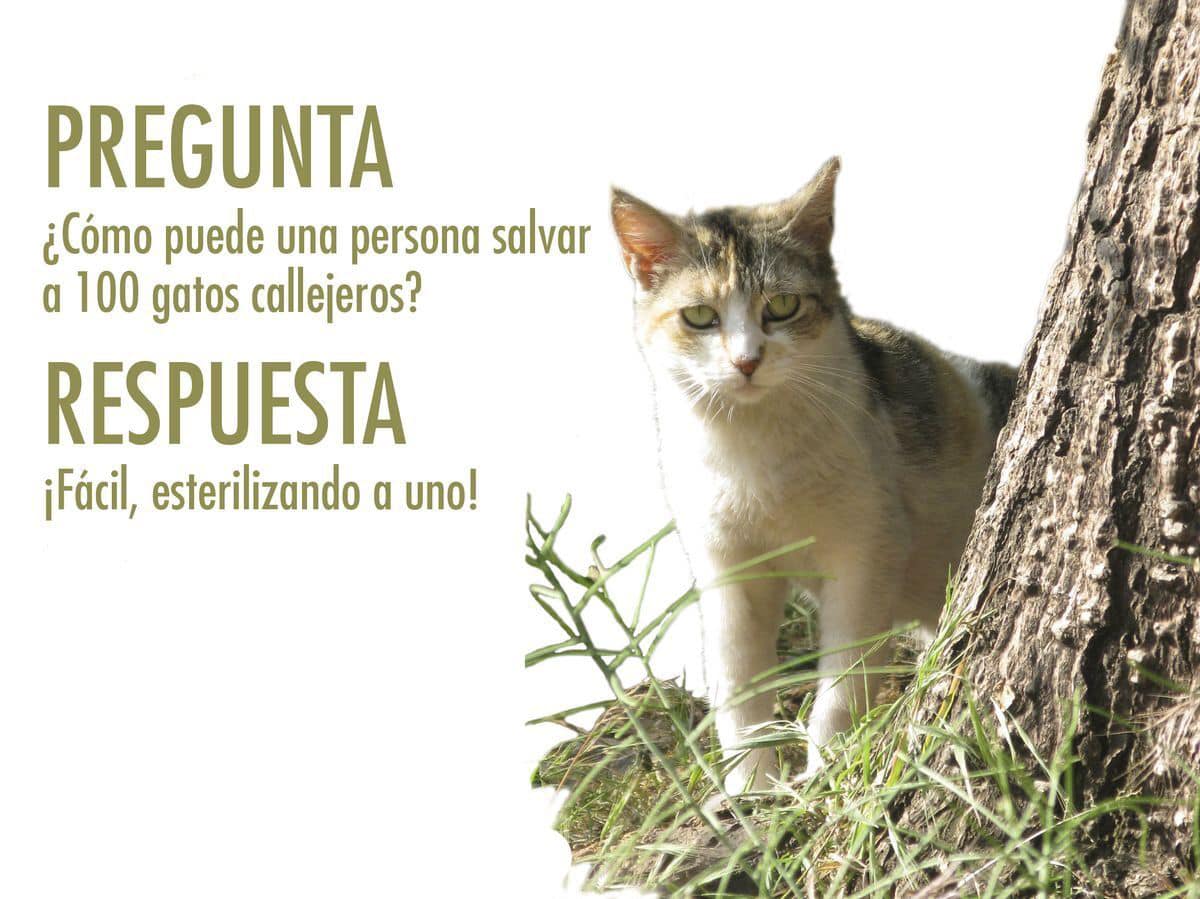 PREGUNTA
¿Cómo puede una persona salvar
a 100 gatos callejeros?
RESPUESTA
¡Fácil, esterilizando a uno!